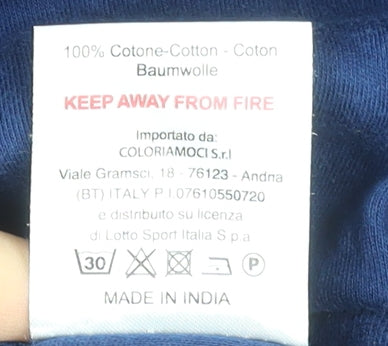 100% Cotone-Cotton - Coton
Baumwolle
KEEP AWAY FROM FIRE
Importato da:
COLORIAMOCI S.r.l
Viale Gramsci, 18 - 76123 - Andria
(BT) ITALY P.I.07610550720
e distribuito su licenza
di Lotto Sport Italia S.p.a
30 P
MADE IN INDIA